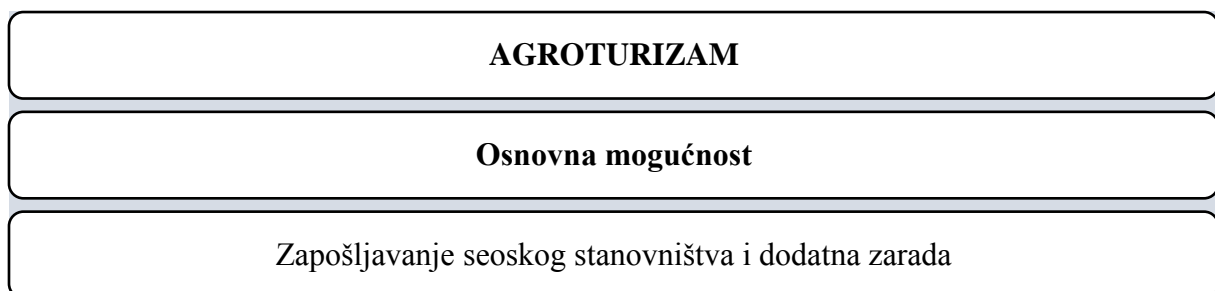 AGROTURIZAM
Osnovna mogućnost
Zapošljavanje seoskog stanovništva i dodatna zarada